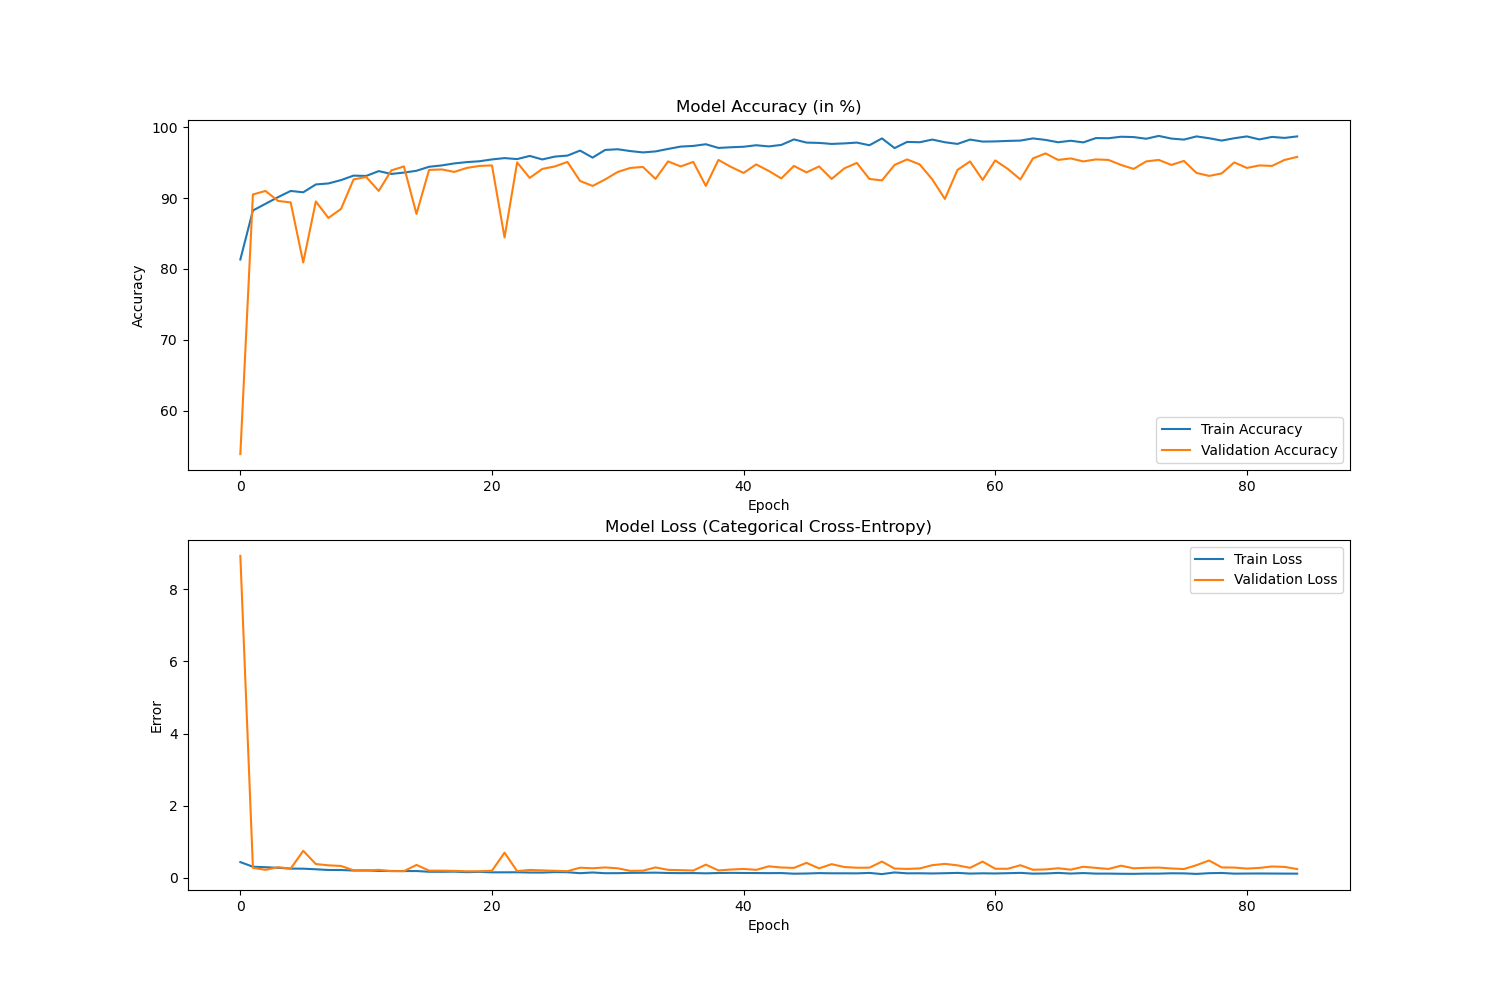 Model Accuracy (in %)
100
90
80
70
60
Accuracy
0 20 40 60 80
Epoch
Train Accuracy
Validation Accuracy
Model Loss (Categorical Cross-Entropy)
8
6
4
2
0
Error
0 20 40 60 80
Epoch
Train Loss
Validation Loss